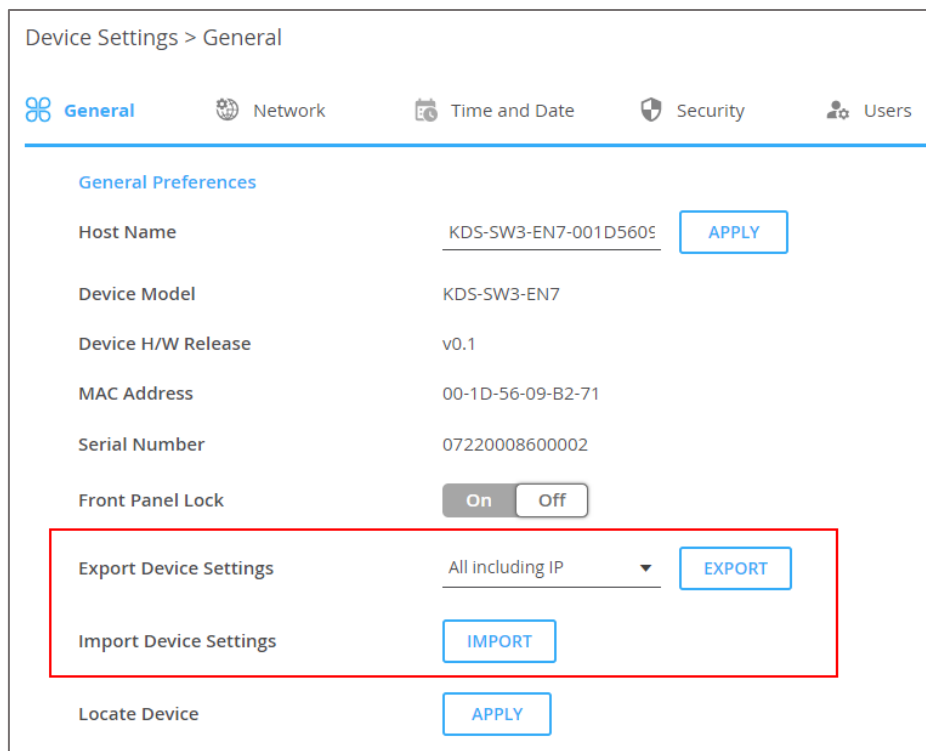 Device Settings > General
General Network Time and Date Security Users
General Preferences
Host Name KDS-SW3-EN7-001D5609 APPLY
Device Model KDS-SW3-EN7
Device H/W Release v0.1
MAC Address 00-1D-56-09-B2-71
Serial Number 07220008600002
Front Panel Lock On Off
Export Device Settings All including IP EXPORT
Import Device Settings IMPORT
Locate Device APPLY